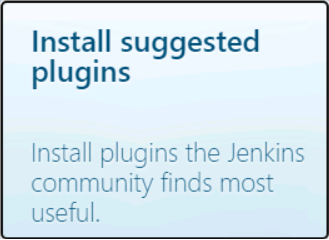 Install suggested
plugins
Install plugins the Jenkins
community finds most
useful.